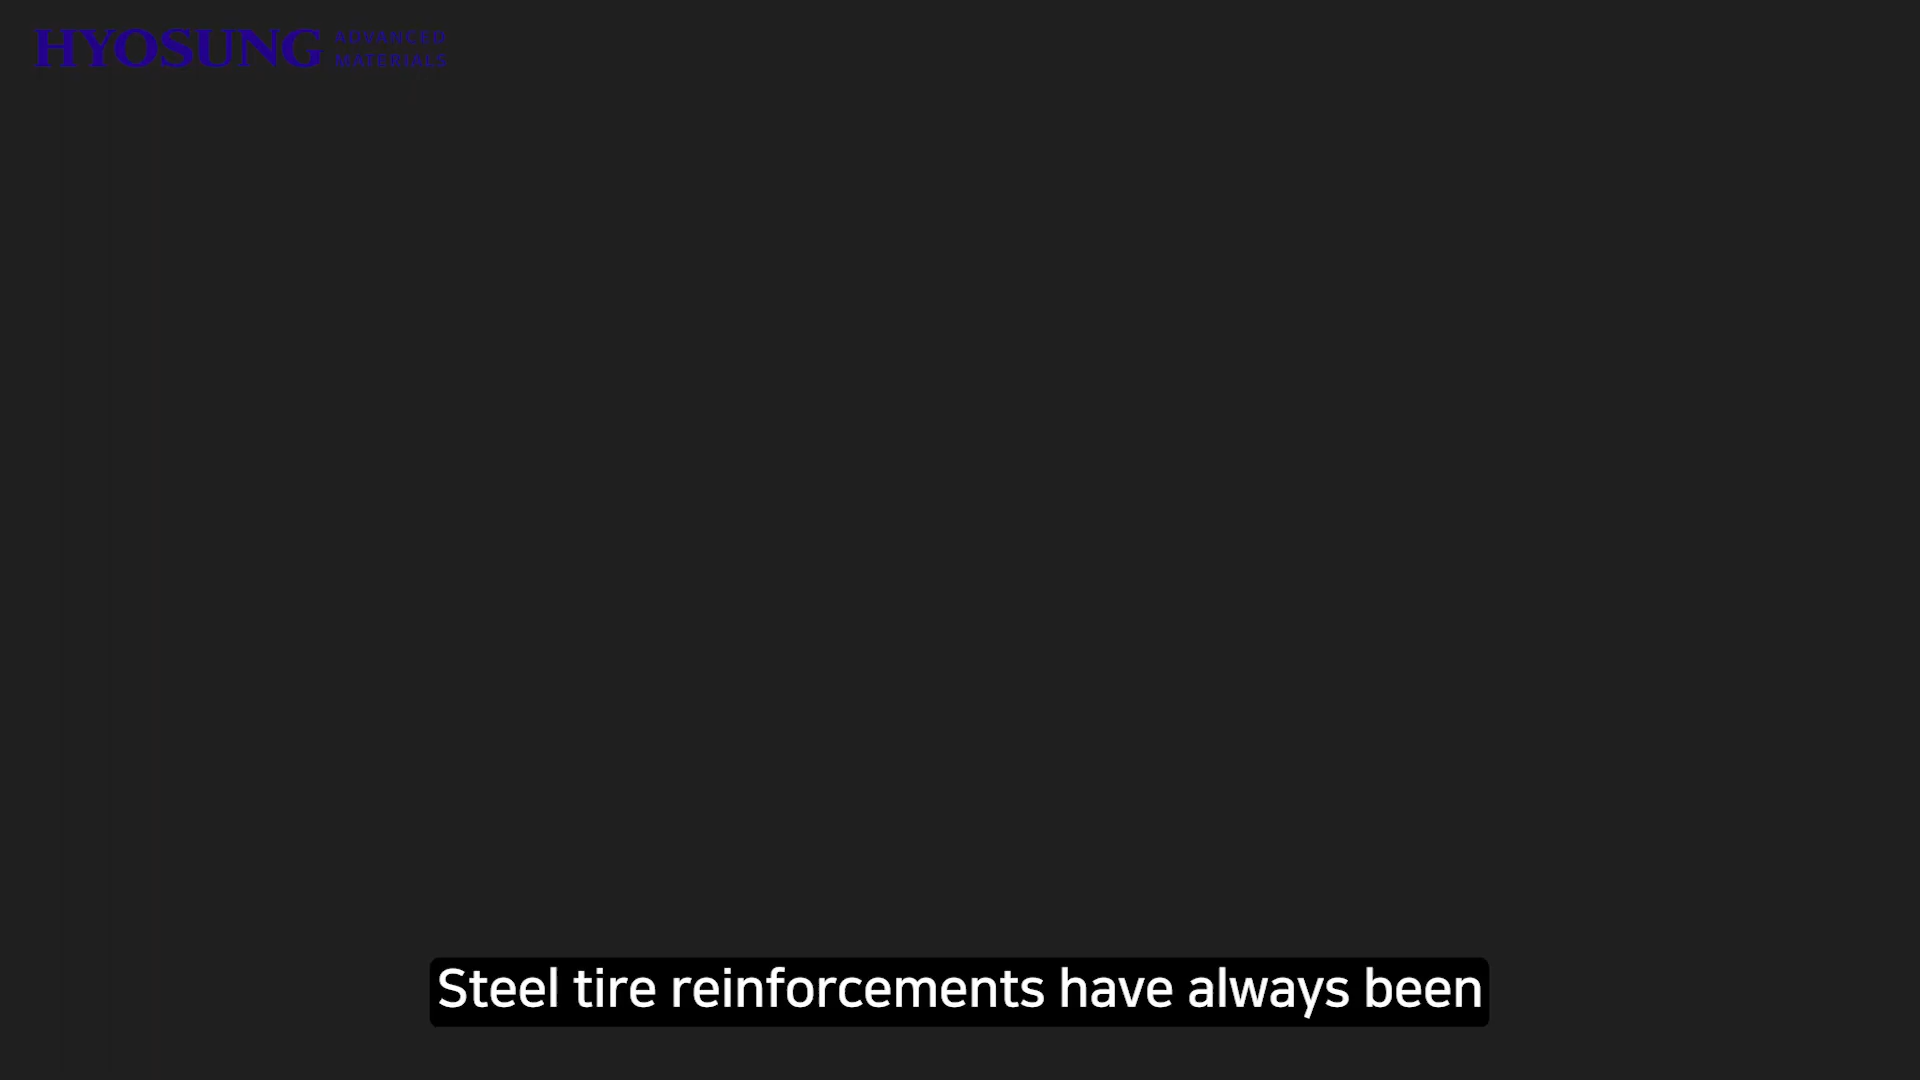 HYOSUNG ADVANCED
MATERIALS
Steel tire reinforcements have always been